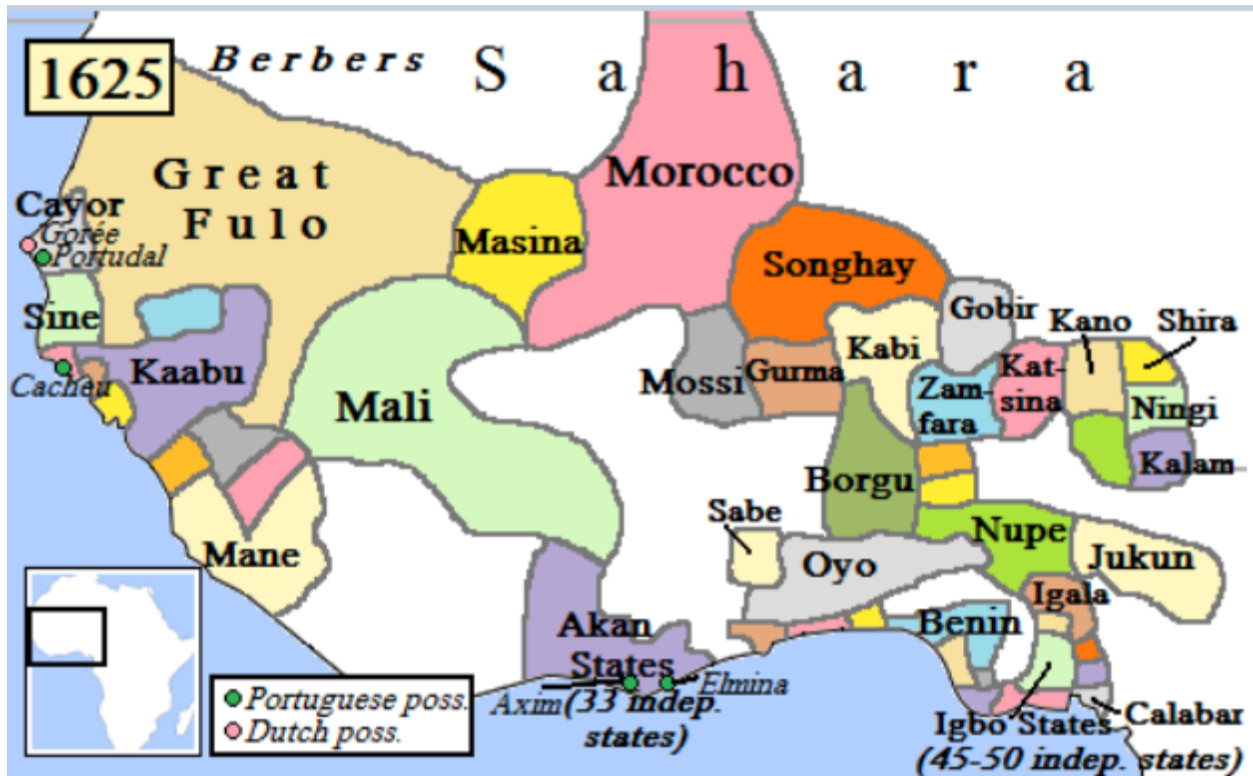 1625
Berbers
Sahara
Great
Fulo
Morocco
Cayor
Gorée
Portudal
Masina
Songhay
Sine
Gobir
Kano
Shira
Kaabu
Cacheu
Mali
Mossi
Gurma
Kabi
Zam-
fara
Kat-
sina
Ningi
Kalam
Borgu
Sabe
Mane
Oyo
Nupe
Jukun
Igala
Akan
States
(33 indep.
states)
Axim
Elmina
Benin
Igbo States
(45-50 indep. states)
Calabar
Portuguese poss.
Dutch poss.